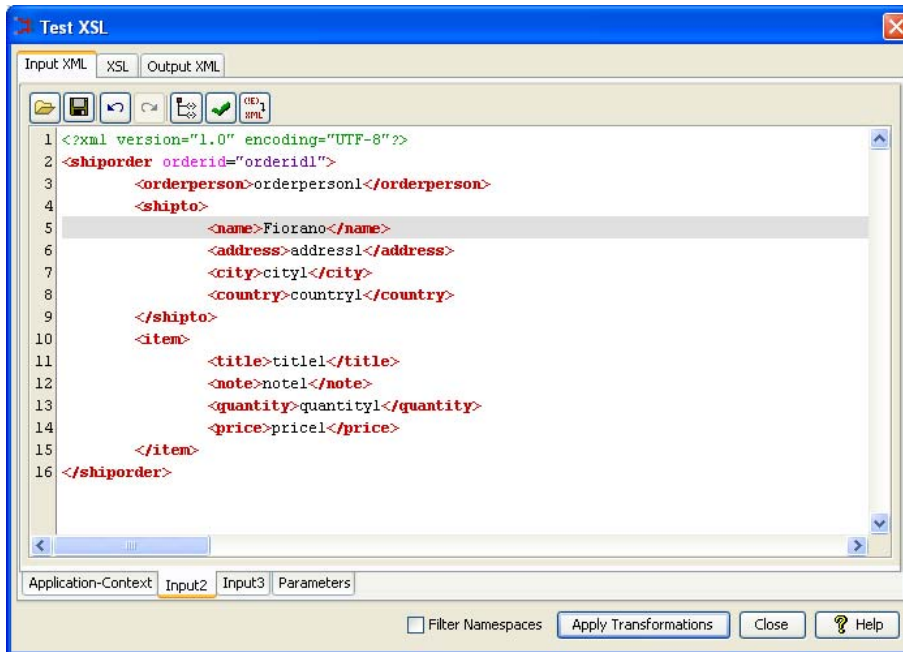 Test XSL
Input XML XSL Output XML
(!E) XML
1 <?xml version="1.0" encoding="UTF-8"?>
2 <shiporder orderid="orderid1">
3 <orderperson>orderperson1</orderperson>
4 <shipto>
5 <name>Fiorano</name>
6 <address>address1</address>
7 <city>city1</city>
8 <country>country1</country>
9 </shipto>
10 <item>
11 <title>title1</title>
12 <note>note1</note>
13 <quantity>quantity1</quantity>
14 <price>price1</price>
15 </item>
16 </shiporder>
Application-Context Input2 Input3 Parameters
Filter Namespaces Apply Transformations Close ? Help